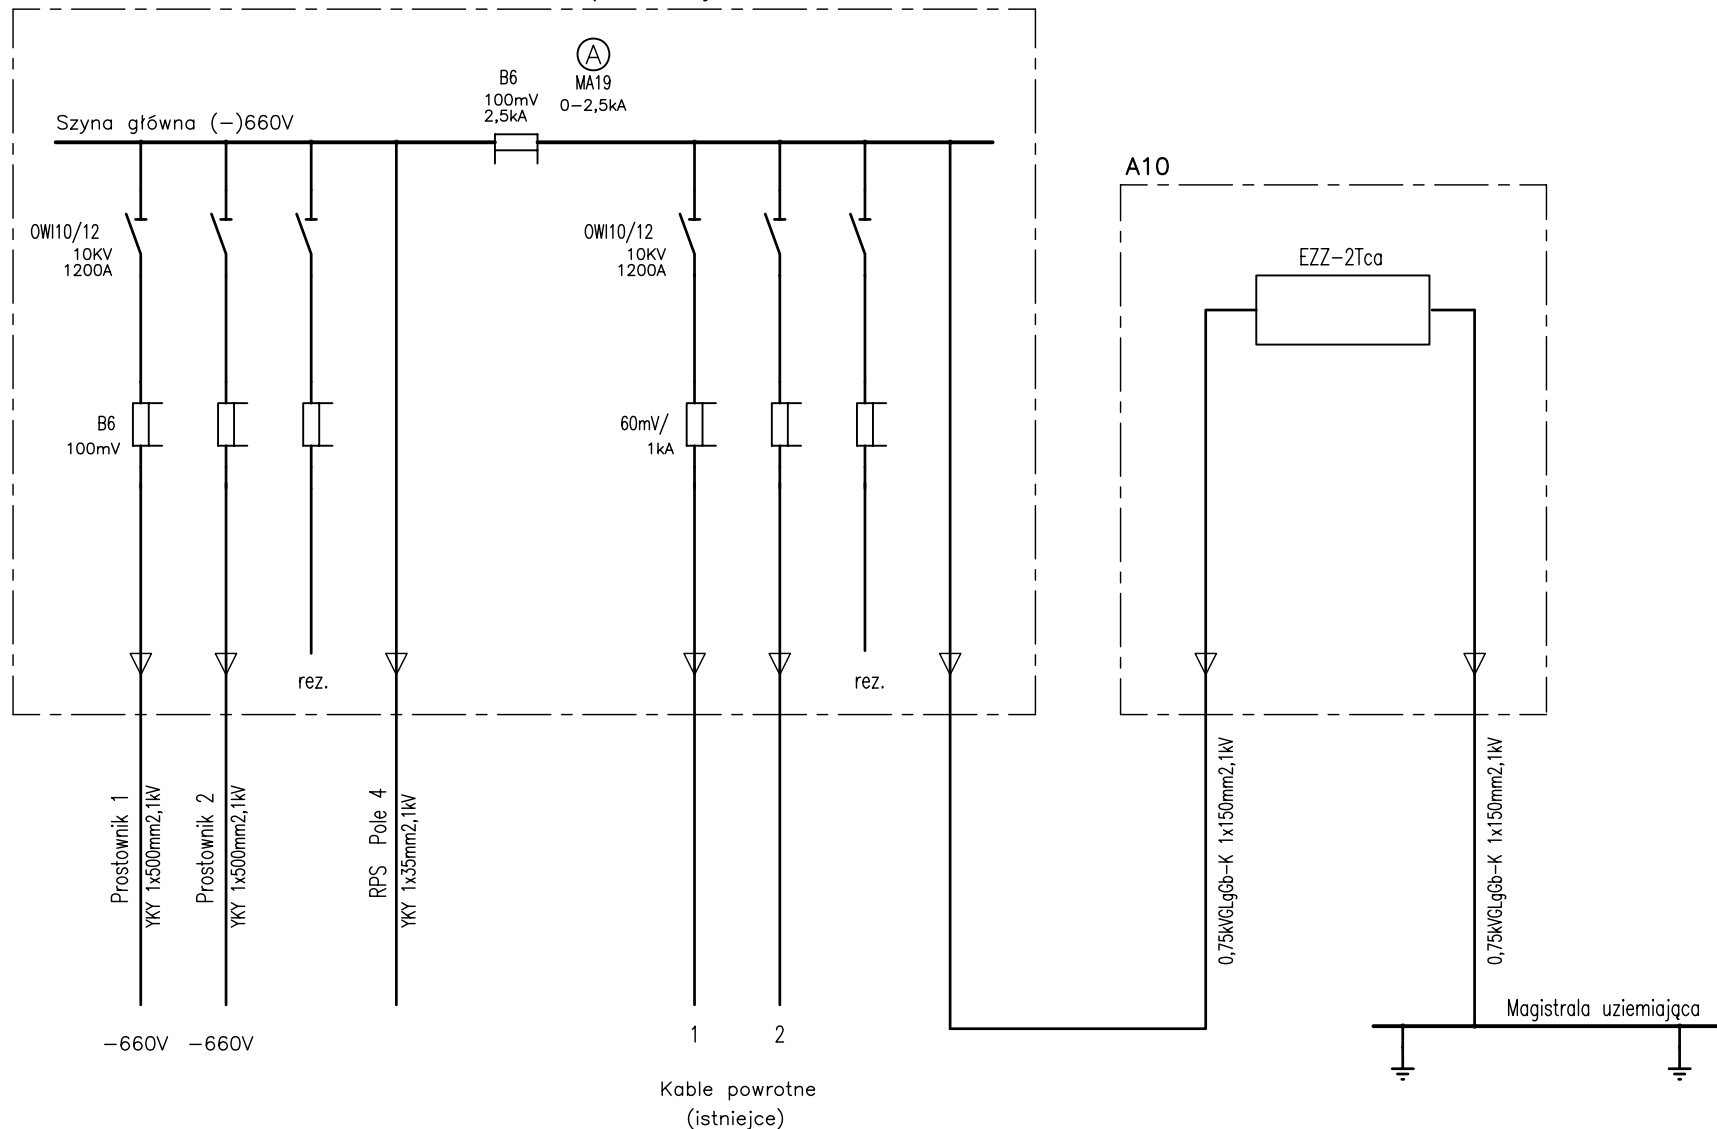 A
MA19
0-2,5kA
B6
100mV
2,5kA
Szyna główna (-)660V
A10
OWI10/12
10KV
1200A
OWI10/12
10KV
1200A
EZZ-2Tca
B6
100mV
60mV/
1kA
rez.
rez.
Prostownik 1
YKY 1x500mm2,1kV
Prostownik 2
YKY 1x500mm2,1kV
RPS Pole 4
YKY 1x35mm2,1kV
0,75kVGLgGb-K 1x150mm2,1kV
0,75kVGLgGb-K 1x150mm2,1kV
Magistrala uziemiająca
-660V
-660V
1
2
Kable powrotne
(istniejce)